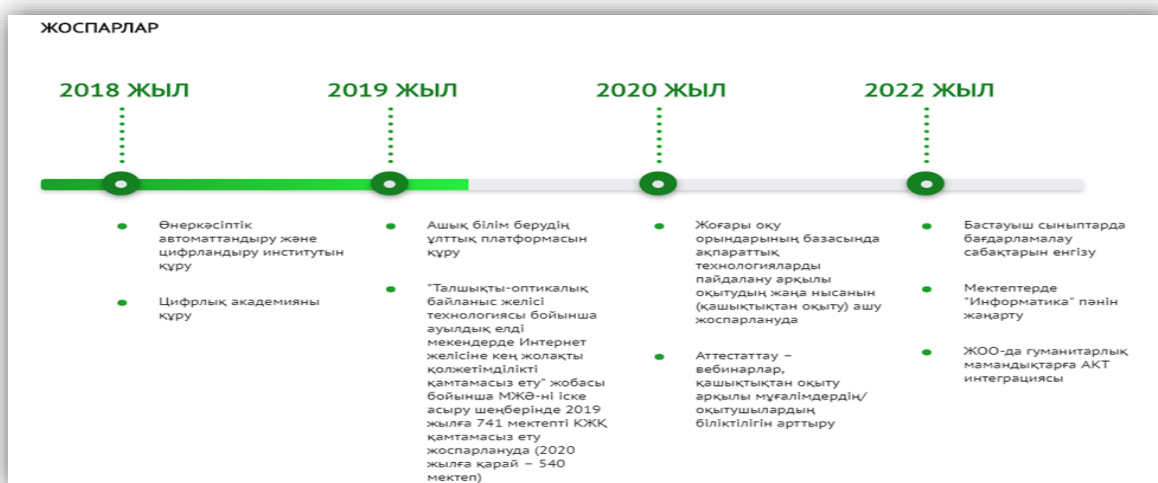 ЖОСПАРЛАР
2018 ЖЫЛ
2019 ЖЫЛ
2020 ЖЫЛ
2022 ЖЫЛ
Өнеркәсіптік
автоматтандыру және
цифрландыру институтын
құру
Цифрлық академияны
құру
Ашық білім берудің
ұлттық платформасын
құру
"Талшықты-оптикалық
байланыс желісі
технологиясы бойынша
ауылдық елді
мекендерде Интернет
желісіне кең жолақты
қолжетімділікті
қамтамасыз ету" жобасы
бойынша МЖӘ-ні іске
асыру шеңберінде 2019
жылға 741 мектепті КЖҚ
қамтамасыз ету
жоспарлануда (2020
жылға қарай – 540
мектеп)
Жоғары оқу
орындарының базасында
ақпараттық
технологияларды
пайдалану арқылы
оқытудың жаңа нысанын
(қашықтықтан оқыту) ашу
жоспарлануда
Аттестаттау –
вебинарлар,
қашықтықтан оқыту
арқылы мұғалімдердің/
оқытушылардың
біліктілігін арттыру
Бастауыш сыныптарда
бағдарламалау
сабақтарын енгізу
Мектептерде
"Информатика" пәнін
жаңарту
ЖОО-да гуманитарлық
мамандықтарға АКТ
интеграциясы